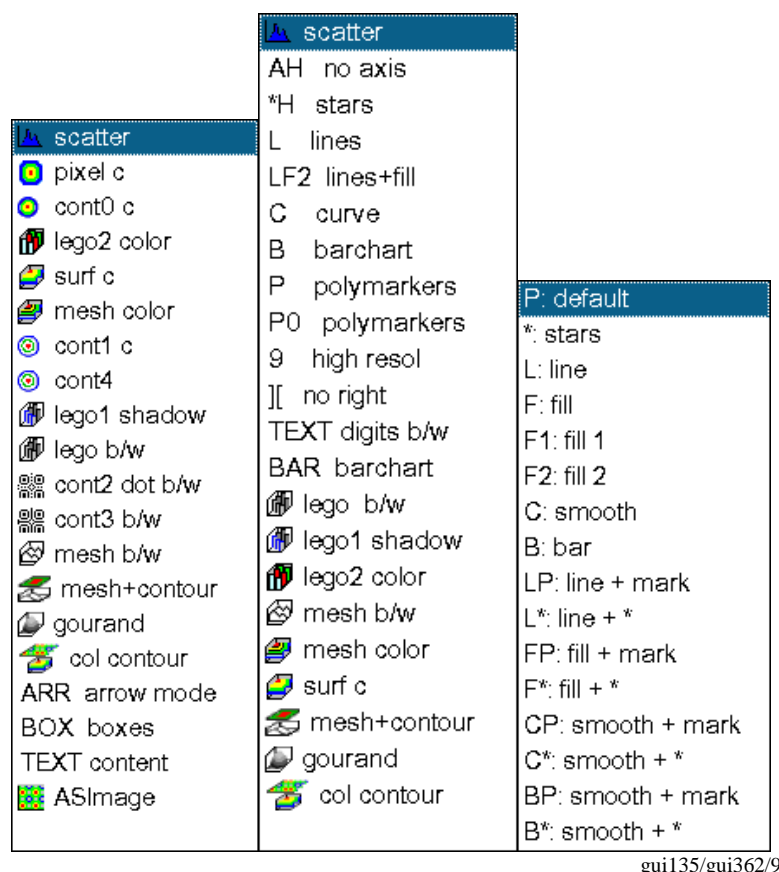 scatter
pixel c
cont0 c
lego2 color
surf c
mesh color
cont1 c
cont4
lego1 shadow
lego b/w
cont2 dot b/w
cont3 b/w
mesh b/w
mesh+contour
gourand
col contour
ARR arrow mode
BOX boxes
TEXT content
ASImage
scatter
AH no axis
*H stars
L lines
LF2 lines+fill
C curve
B barchart
P polymarkers
P0 polymarkers
9 high resol
][ no right
TEXT digits b/w
BAR barchart
lego b/w
lego1 shadow
lego2 color
mesh b/w
mesh color
surf c
mesh+contour
gourand
col contour
P: default
*: stars
L: line
F: fill
F1: fill 1
F2: fill 2
C: smooth
B: bar
LP: line + mark
L*: line + *
FP: fill + mark
F*: fill + *
CP: smooth + mark
C*: smooth + *
BP: smooth + mark
B*: smooth + *
gui135/gui362/9